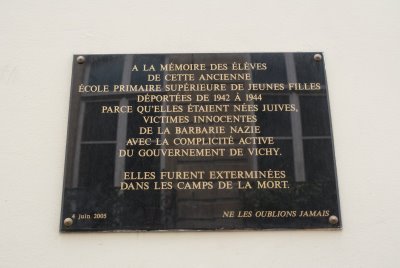 A LA MÉMOIRE DES ÉLÈVES
DE CETTE ANCIENNE
ÉCOLE PRIMAIRE SUPÉRIEURE DE JEUNES FILLES
DÉPORTÉES DE 1942 À 1944
PARCE QU'ELLES ÉTAIENT NÉES JUIVES,
VICTIMES INNOCENTES
DE LA BARBARIE NAZIE
AVEC LA COMPLICITÉ ACTIVE
DU GOUVERNEMENT DE VICHY.
ELLES FURENT EXTERMINÉES
DANS LES CAMPS DE LA MORT.
4 juin 2005 NE LES OUBLIONS JAMAIS